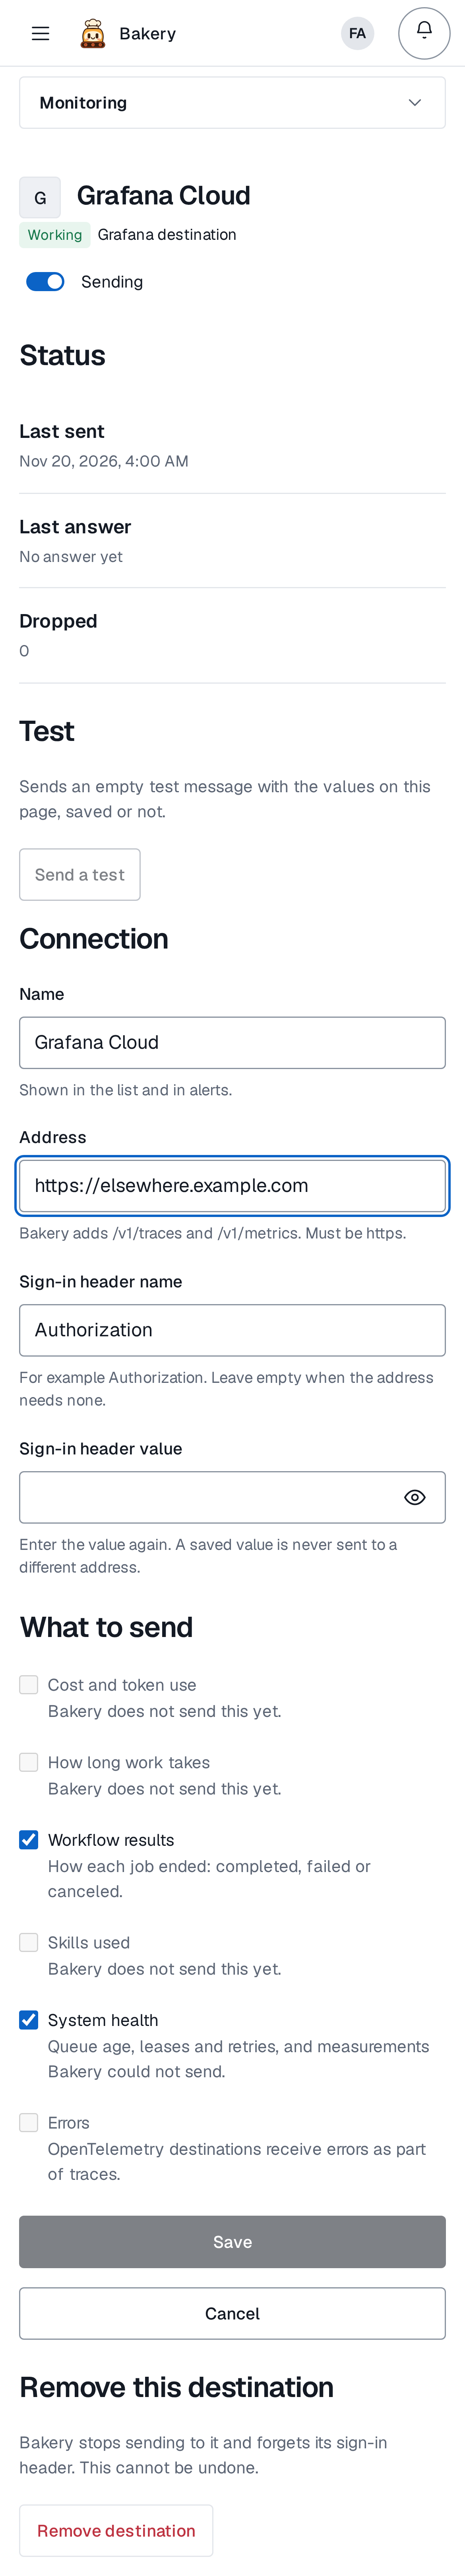 Bakery
FA
Monitoring
G
Grafana Cloud
Working
Grafana destination
Sending
Status
Last sent
Nov 20, 2026, 4:00 AM
Last answer
No answer yet
Dropped
0
Test
Sends an empty test message with the values on this
page, saved or not.
Send a test
Connection
Name
Grafana Cloud
Shown in the list and in alerts.
Address
https://elsewhere.example.com
Bakery adds /v1/traces and /v1/metrics. Must be https.
Sign-in header name
Authorization
For example Authorization. Leave empty when the address
needs none.
Sign-in header value
Enter the value again. A saved value is never sent to a
different address.
What to send
Cost and token use
Bakery does not send this yet.
How long work takes
Bakery does not send this yet.
Workflow results
How each job ended: completed, failed or
canceled.
Skills used
Bakery does not send this yet.
System health
Queue age, leases and retries, and measurements
Bakery could not send.
Errors
OpenTelemetry destinations receive errors as part
of traces.
Save
Cancel
Remove this destination
Bakery stops sending to it and forgets its sign-in
header. This cannot be undone.
Remove destination